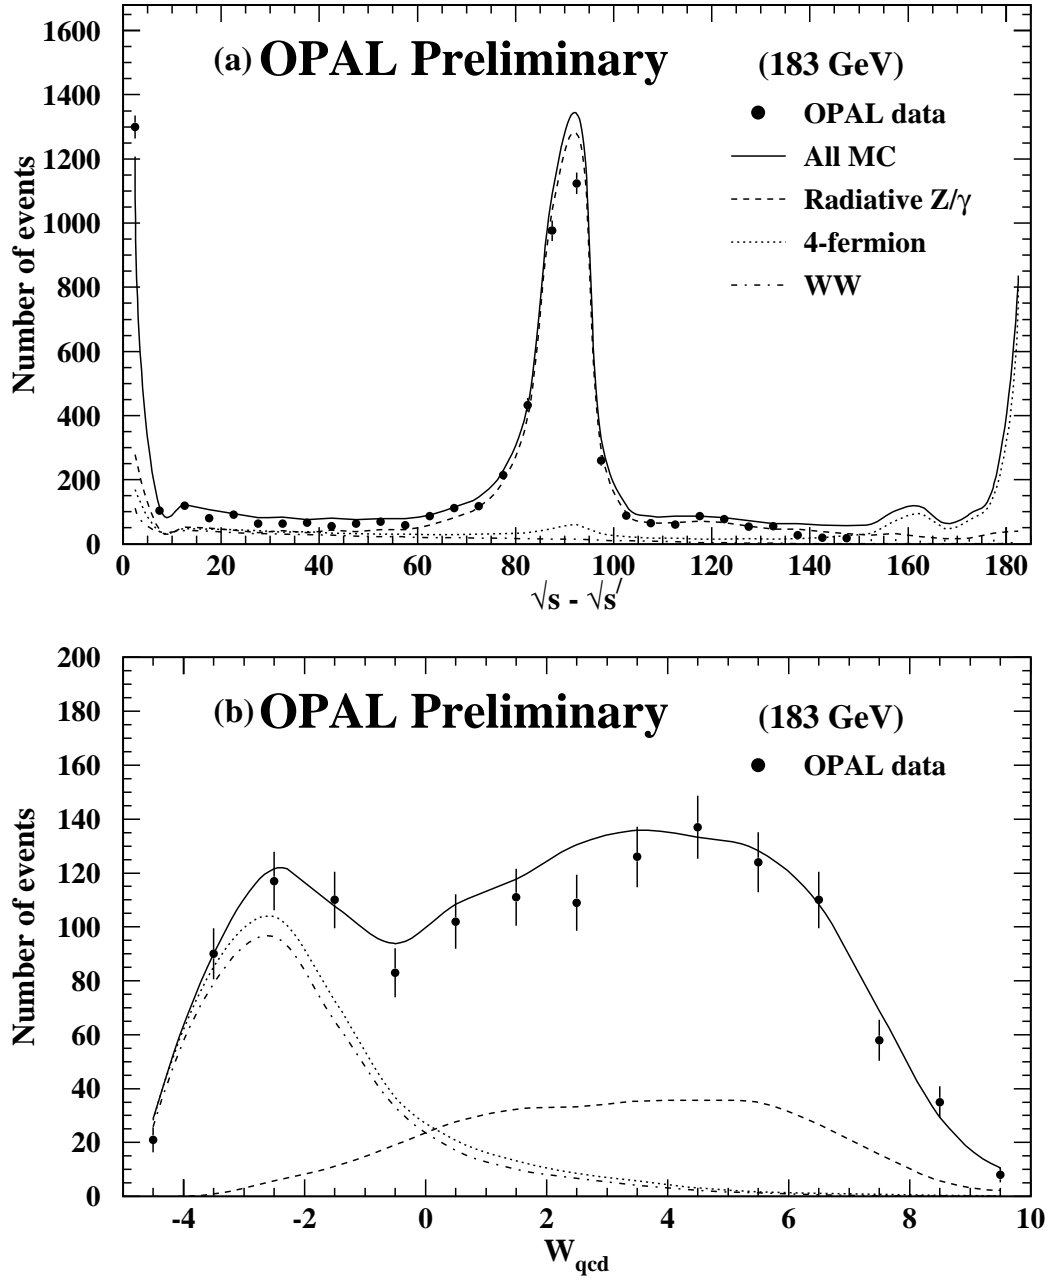 (a) OPAL Preliminary (183 GeV)
OPAL data
All MC
Radiative Z/γ
4-fermion
WW
Number of events
1600
1400
1200
1000
800
600
400
200
0
0 20 40 60 80 100 120 140 160 180
√s - √s′
(b) OPAL Preliminary (183 GeV)
OPAL data
Number of events
200
180
160
140
120
100
80
60
40
20
0
-4 -2 0 2 4 6 8 10
W_qcd